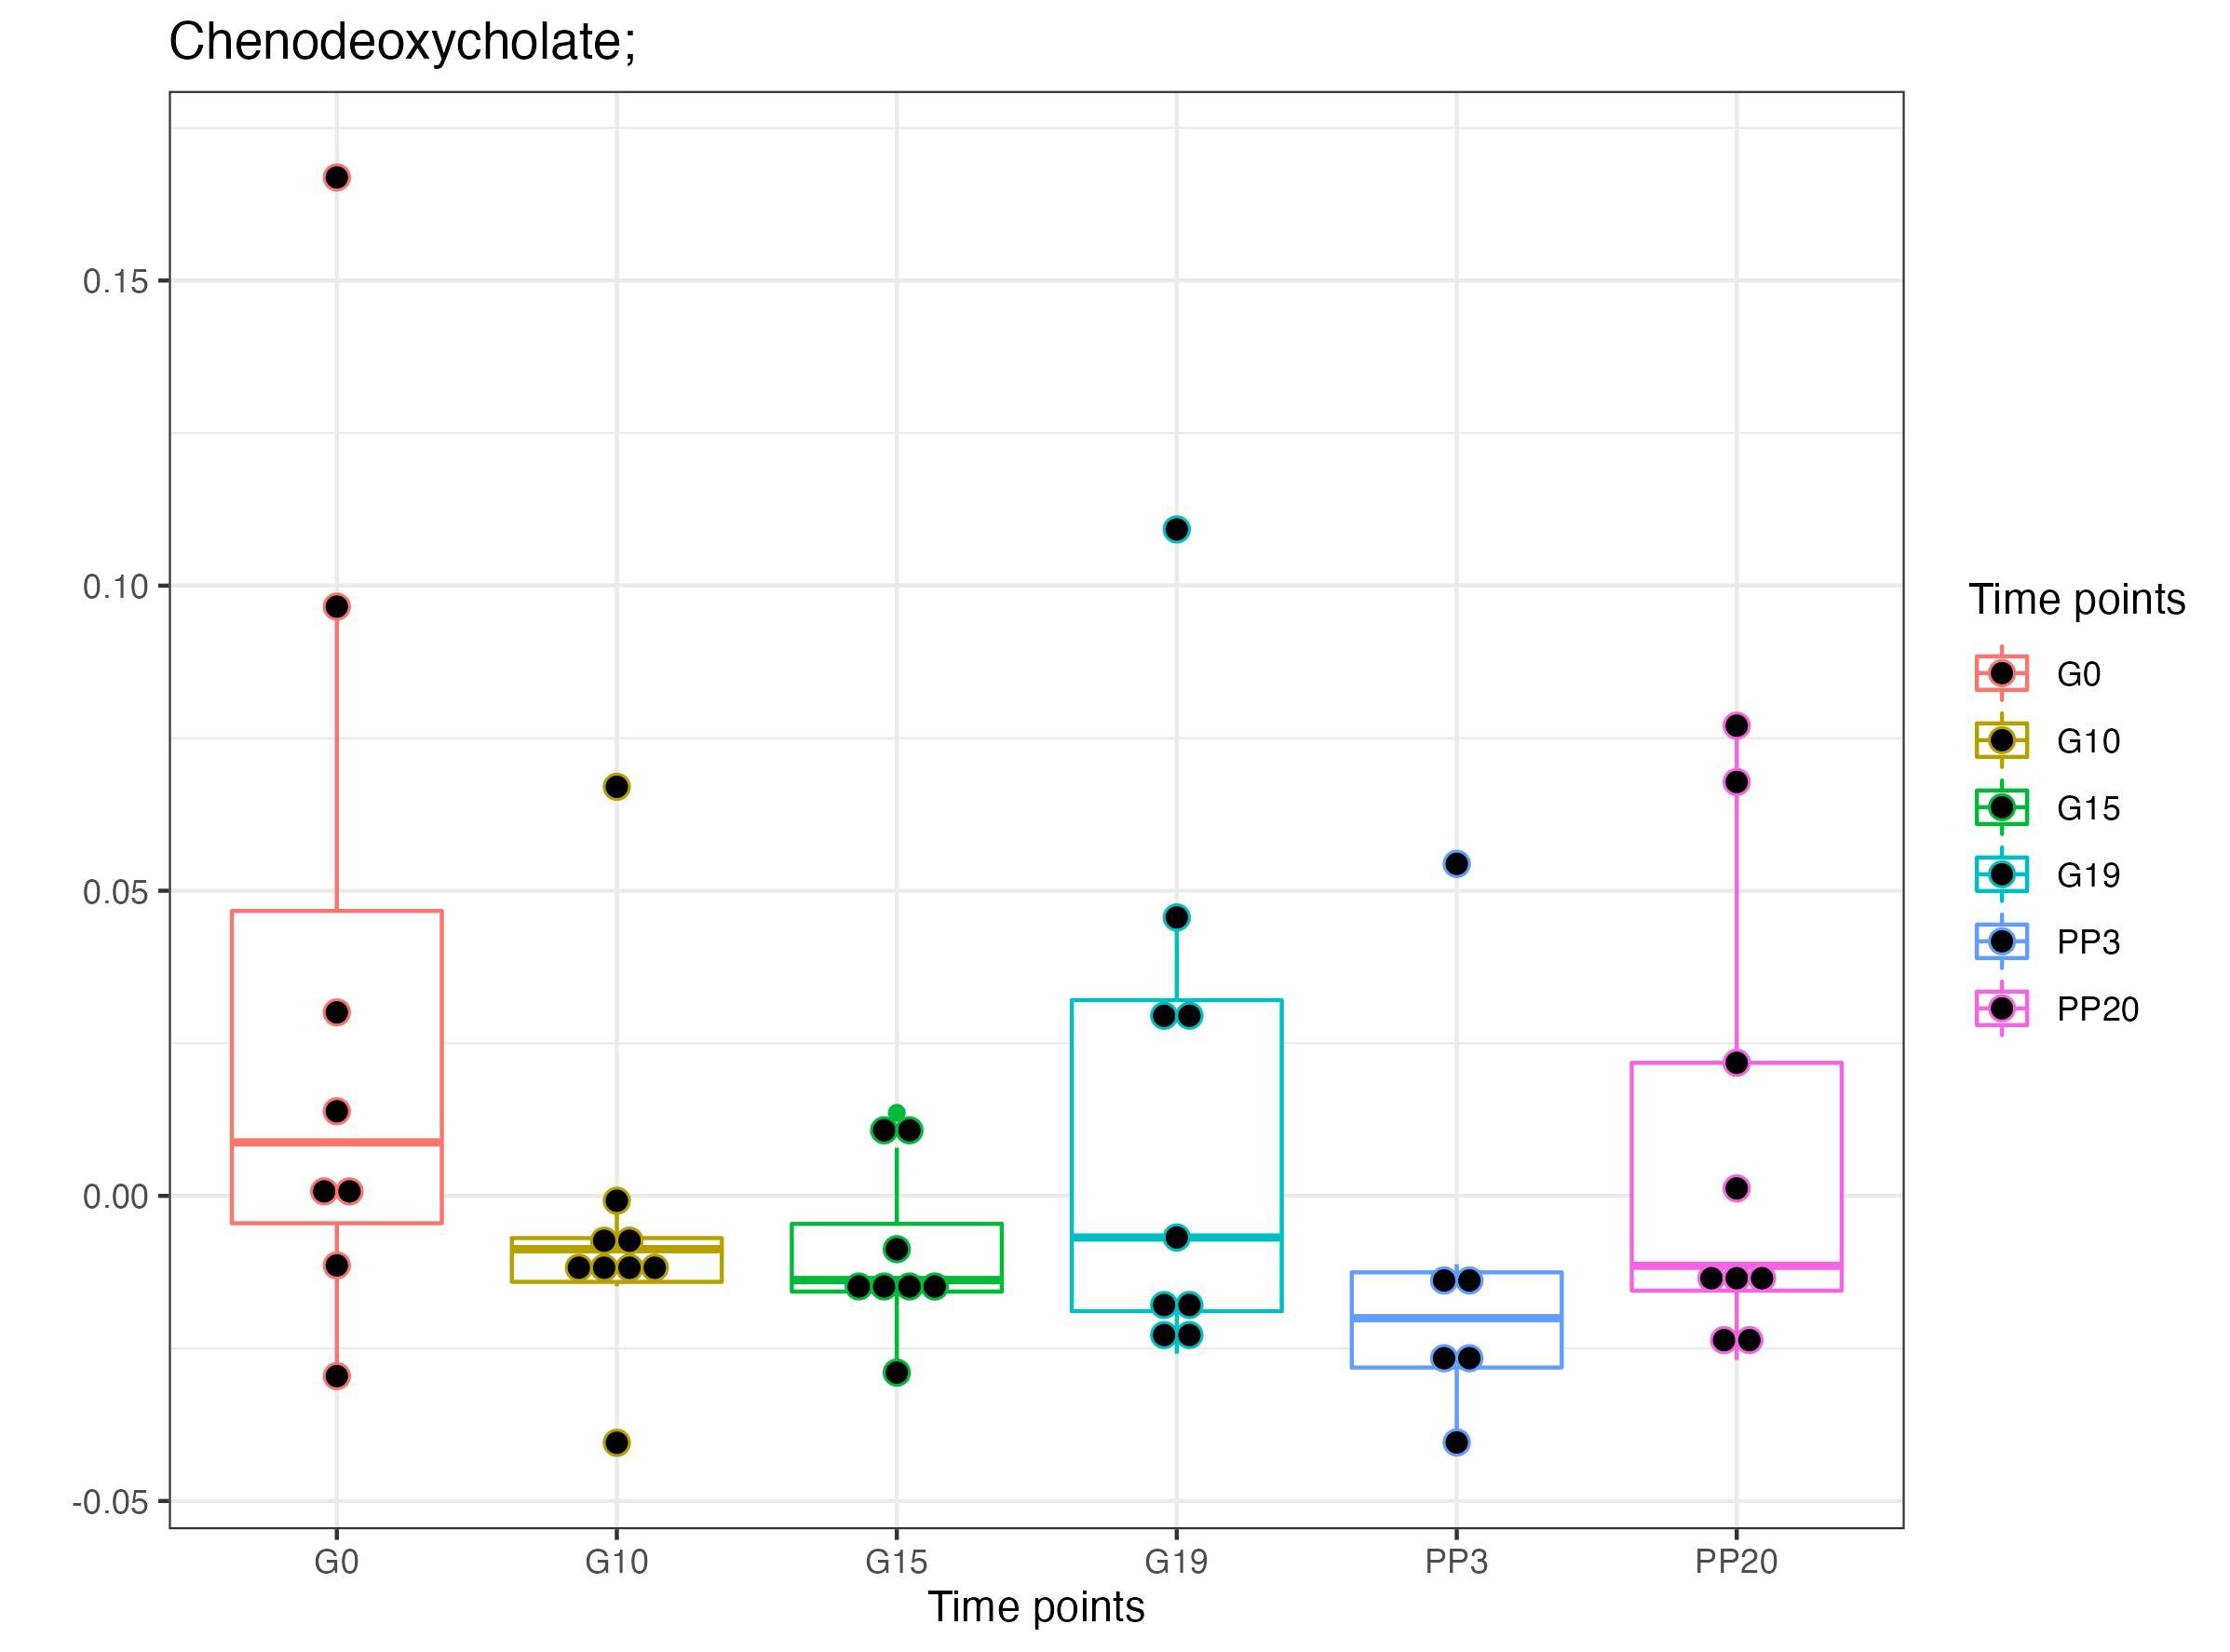 Chenodeoxycholate;
0.15
0.10
0.05
0.00
-0.05
G0 G10 G15 G19 PP3 PP20
Time points
Time points
G0
G10
G15
G19
PP3
PP20